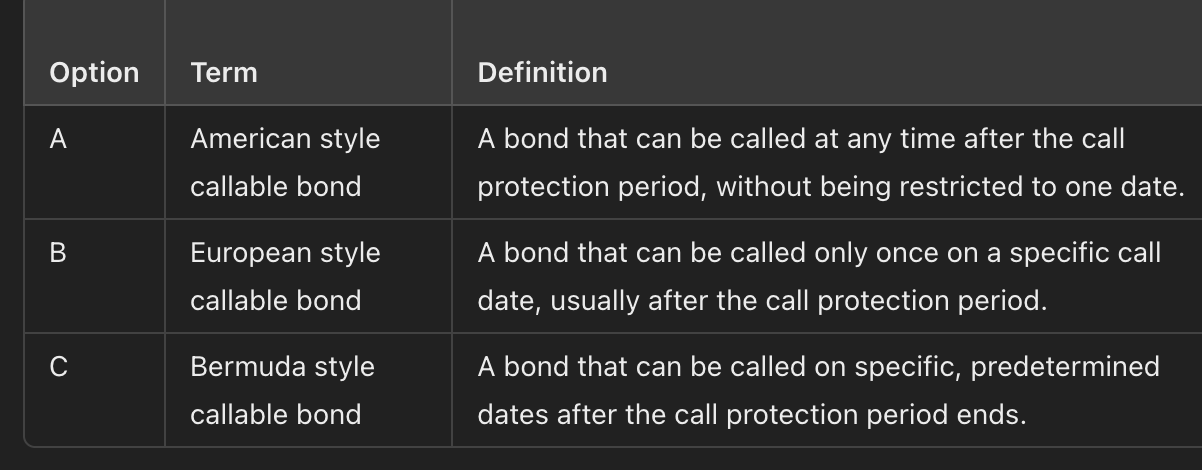 Option Term Definition
A American style callable bond A bond that can be called at any time after the call protection period, without being restricted to one date.
B European style callable bond A bond that can be called only once on a specific call date, usually after the call protection period.
C Bermuda style callable bond A bond that can be called on specific, predetermined dates after the call protection period ends.